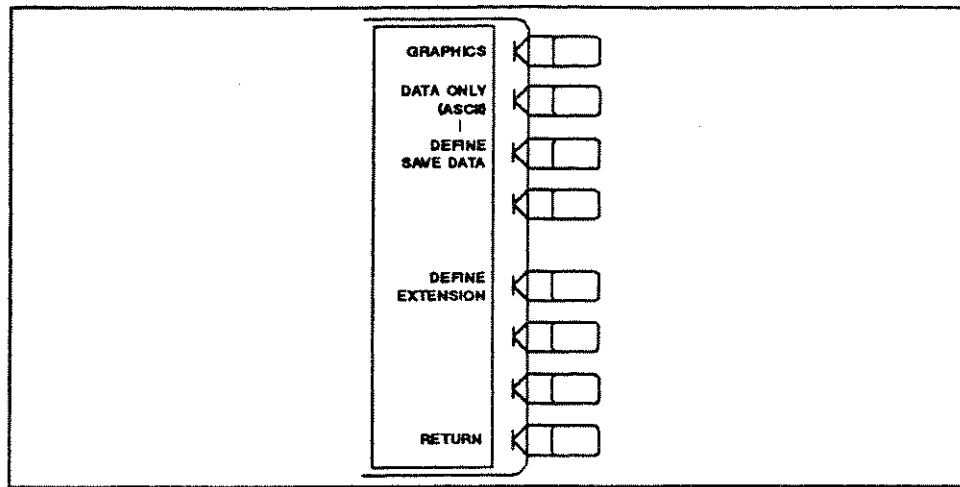 GRAPHICS
DATA ONLY
(ASCII)
DEFINE
SAVE DATA
DEFINE
EXTENSION
RETURN